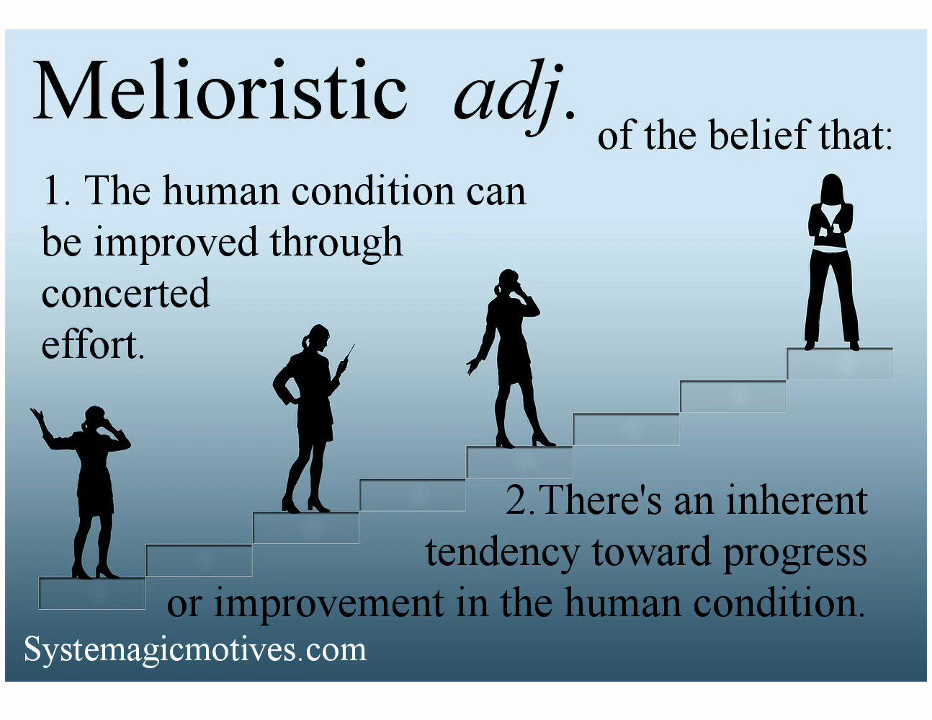 Melioristic adj.
of the belief that:
1. The human condition can
be improved through
concerted
effort.
2.There's an inherent
tendency toward progress
or improvement in the human condition.
Systemagicmotives.com